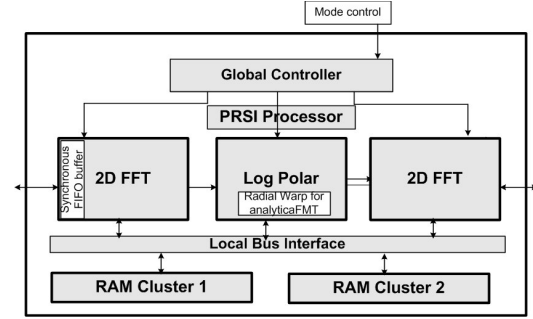 Mode control
Global Controller
PRSI Processor
Synchronous
FIFO buffer
2D FFT
Log Polar
Radial Warp for
analyticaFMT
2D FFT
Local Bus Interface
RAM Cluster 1
RAM Cluster 2